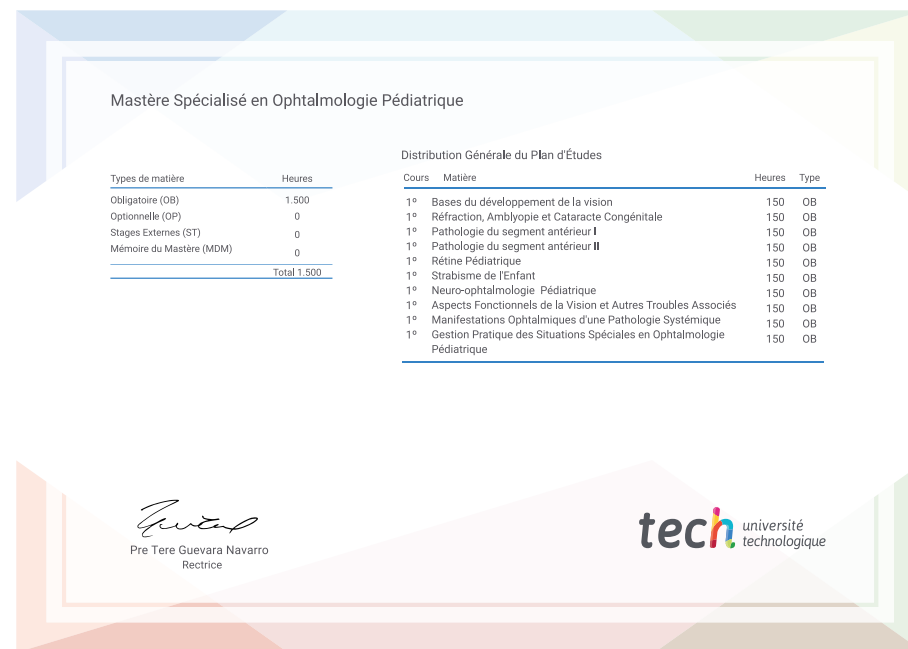 Mastère Spécialisé en Ophtalmologie Pédiatrique
Types de matière Heures
Obligatoire (OB) 1.500
Optionnelle (OP) 0
Stages Externes (ST) 0
Mémoire du Mastère (MDM) 0
Total 1.500
Distribution Générale du Plan d'Études
Cours Matière Heures Type
1º Bases du développement de la vision 150 OB
1º Réfraction, Amblyopie et Cataracte Congénitale 150 OB
1º Pathologie du segment antérieur I 150 OB
1º Pathologie du segment antérieur II 150 OB
1º Rétine Pédiatrique 150 OB
1º Strabisme de l'Enfant 150 OB
1º Neuro-ophtalmologie Pédiatrique 150 OB
1º Aspects Fonctionnels de la Vision et Autres Troubles Associés 150 OB
1º Manifestations Ophtalmiques d'une Pathologie Systémique 150 OB
1º Gestion Pratique des Situations Spéciales en Ophtalmologie 150 OB
Pédiatrique
Pre Tere Guevara Navarro
Rectrice
tech université
technologique